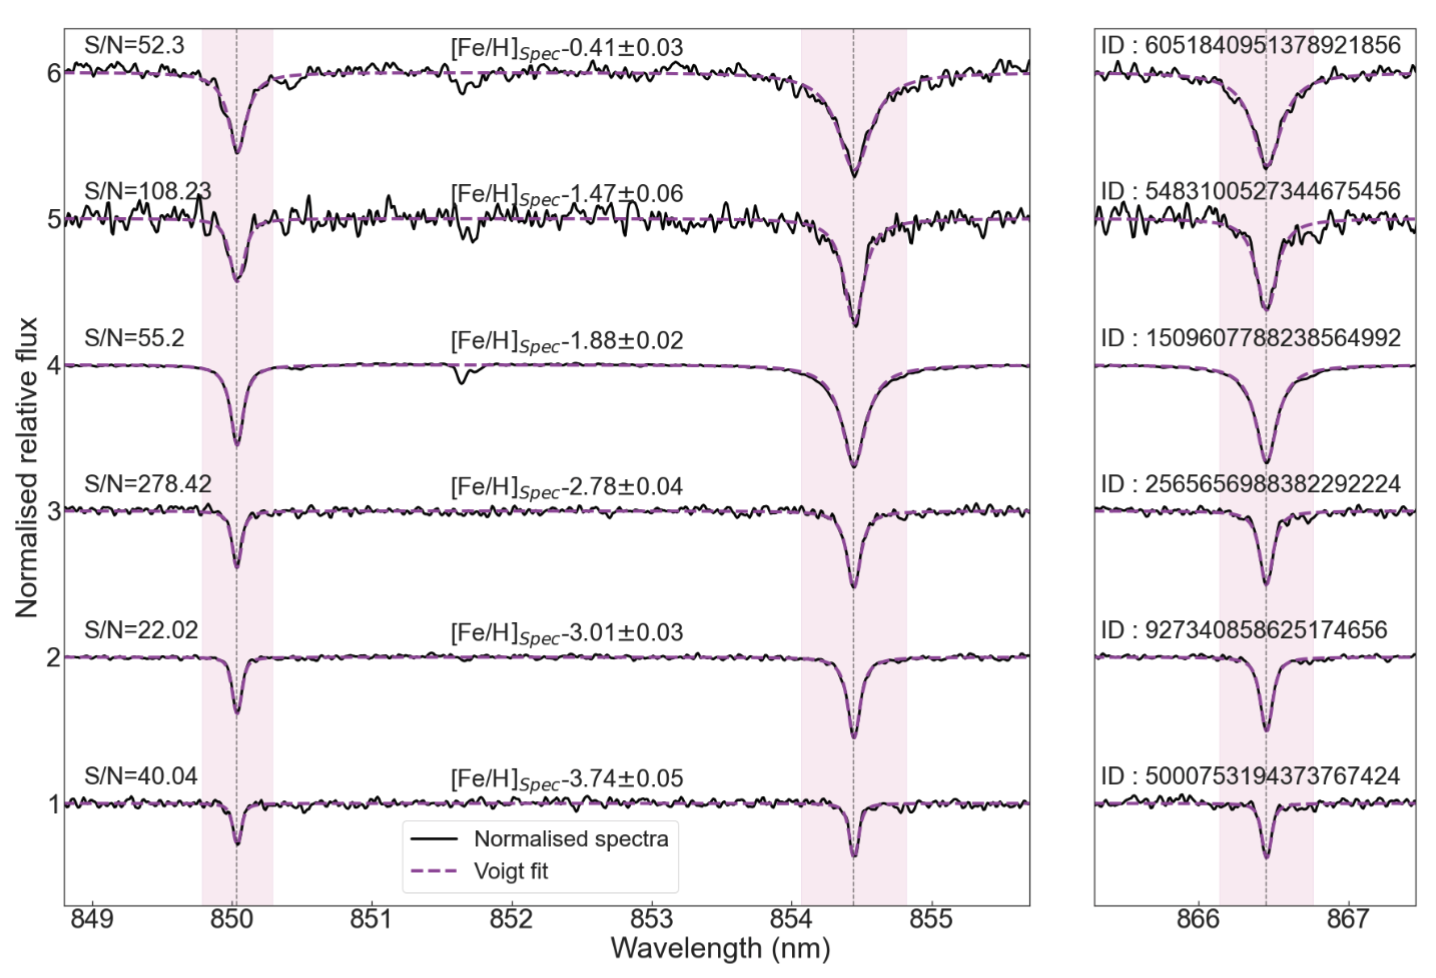 S/N=52.3
[Fe/H]Spec-0.41±0.03
ID : 6051840951378921856
6
S/N=108.23
[Fe/H]Spec-1.47±0.06
ID : 5483100527344675456
5
S/N=55.2
[Fe/H]Spec-1.88±0.02
ID : 1509607788238564992
4
S/N=278.42
[Fe/H]Spec-2.78±0.04
ID : 2565656988382292224
3
S/N=22.02
[Fe/H]Spec-3.01±0.03
ID : 927340858625174656
2
S/N=40.04
[Fe/H]Spec-3.74±0.05
ID : 5000753194373767424
1
Normalised relative flux
Normalised spectra
Voigt fit
849 850 851 852 853 854 855 866 867
Wavelength (nm)